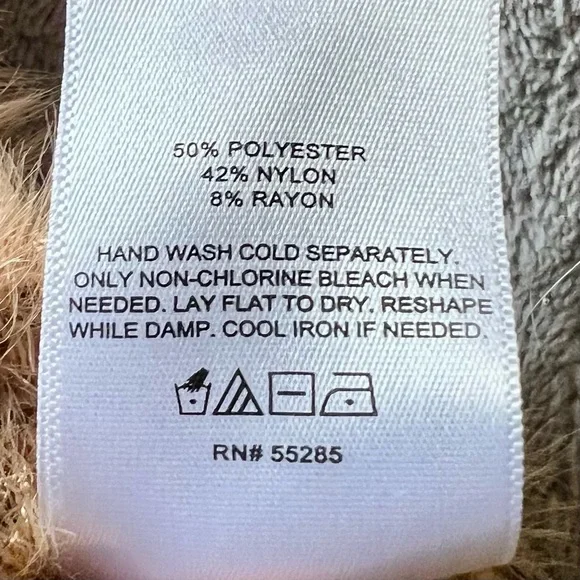 50% POLYESTER
42% NYLON
8% RAYON
HAND WASH COLD SEPARATELY.
ONLY NON-CHLORINE BLEACH WHEN
NEEDED. LAY FLAT TO DRY. RESHAPE
WHILE DAMP. COOL IRON IF NEEDED.
RN# 55285